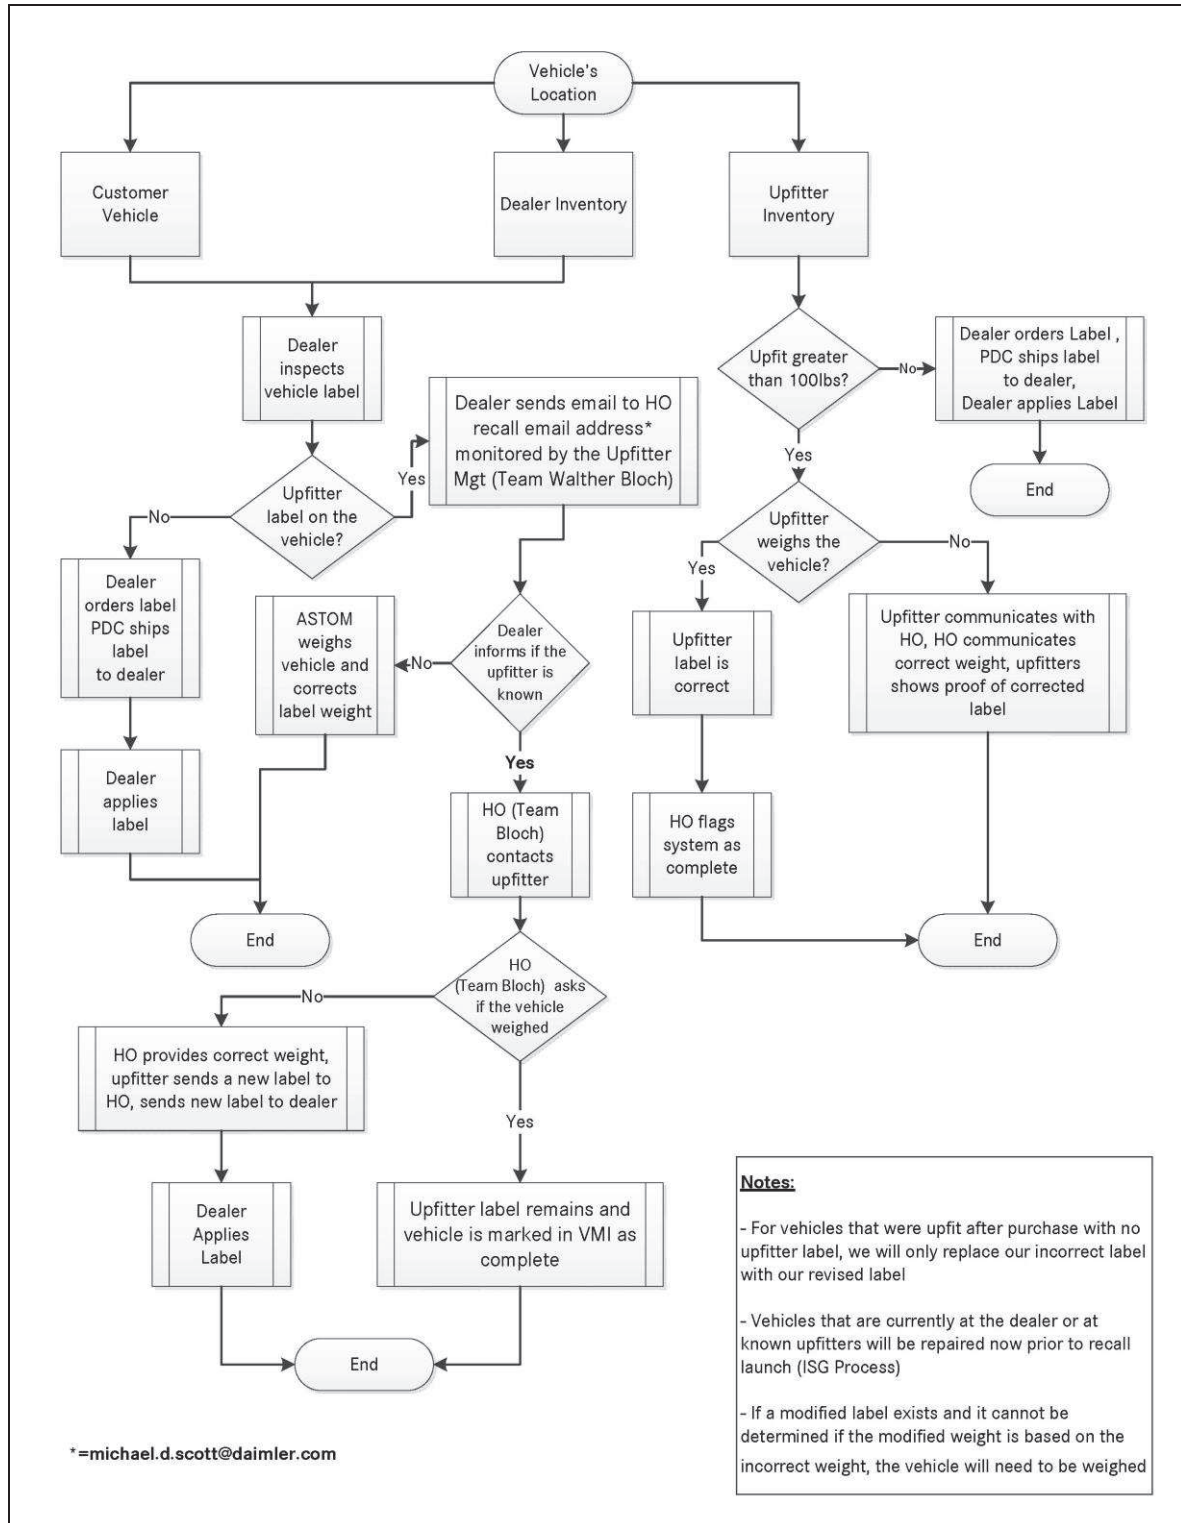 Vehicle's
Location
Customer
Vehicle
Dealer Inventory
Upfitter
Inventory
Dealer
inspects
vehicle label
Upfit greater
than 100lbs?
No
Dealer orders Label ,
PDC ships label
to dealer,
Dealer applies Label
End
Yes
Dealer sends email to HO
recall email address*
monitored by the Upfitter
Mgt (Team Walther Bloch)
Yes
Upfitter
label on the
vehicle?
No
Upfitter
weighs the
vehicle?
Yes
No
Dealer
orders label
PDC ships
label
to dealer
ASTOM
weighs
vehicle and
corrects
label weight
No
Dealer
informs if the
upfitter is
known
Upfitter
label is
correct
Upfitter communicates with
HO, HO communicates
correct weight, upfitters
shows proof of corrected
label
Yes
Dealer
applies
label
HO (Team
Bloch)
contacts
upfitter
HO flags
system as
complete
End
End
HO
(Team Bloch) asks
if the vehicle
weighed
No
HO provides correct weight,
upfitter sends a new label to
HO, sends new label to dealer
Yes
Dealer
Applies
Label
Upfitter label remains and
vehicle is marked in VMI as
complete
End
Notes:
- For vehicles that were upfit after purchase with no
upfitter label, we will only replace our incorrect label
with our revised label
- Vehicles that are currently at the dealer or at
known upfitters will be repaired now prior to recall
launch (ISG Process)
- If a modified label exists and it cannot be
determined if the modified weight is based on the
incorrect weight, the vehicle will need to be weighed
*=michael.d.scott@daimler.com